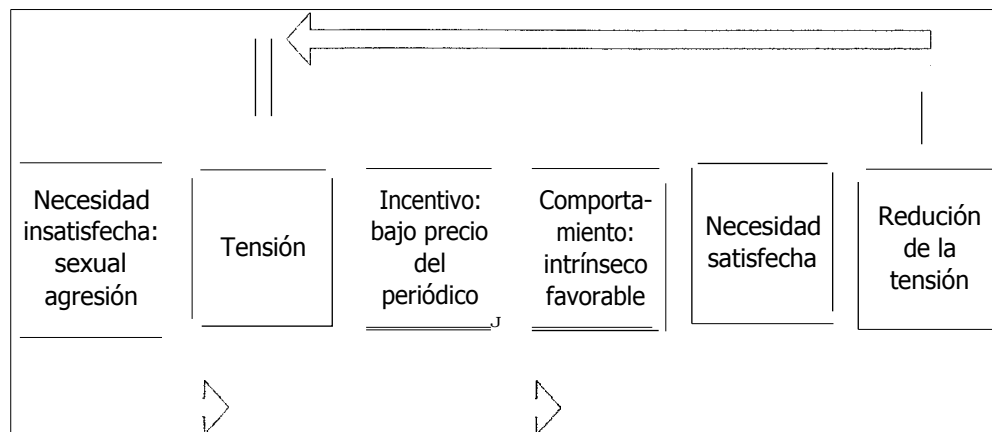 Necesidad
insatisfecha:
sexual
agresión
Tensión
Incentivo:
bajo precio
del
periódico
Comporta-
miento:
intrínseco
favorable
Necesidad
satisfecha
Redución
de la
tensión
J